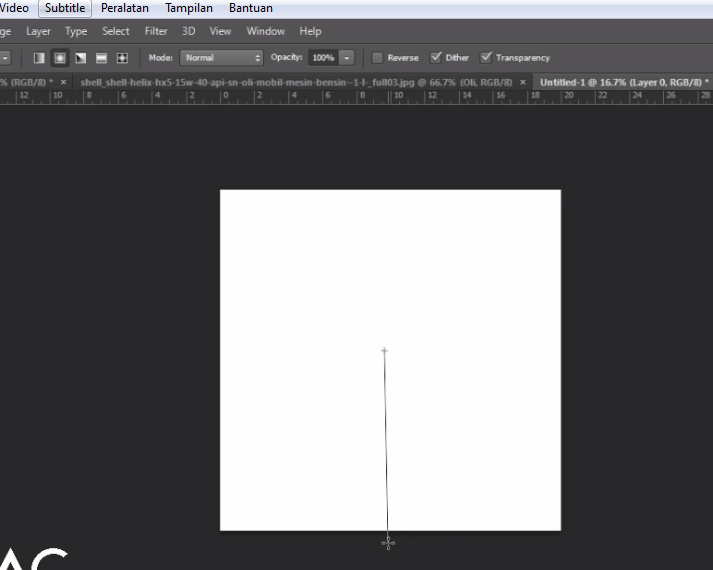 Video Subtitle Peralatan Tampilan Bantuan
ge Layer Type Select Filter 3D View Window Help
Mode: Normal Opacity: 100% Reverse Dither Transparency
% (RGB/8) * × shell_shell-helix-hx5-15w-40-api-sn-oli-mobil-mesin-bensin--1-l-_full03.jpg @ 66.7% (Oli, RGB/8) × Untitled-1 @ 16.7% (Layer 0, RGB/8) *
12 10 8 6 4 2 0 2 4 6 8 10 12 14 16 18 20 22 24 26 28
AC